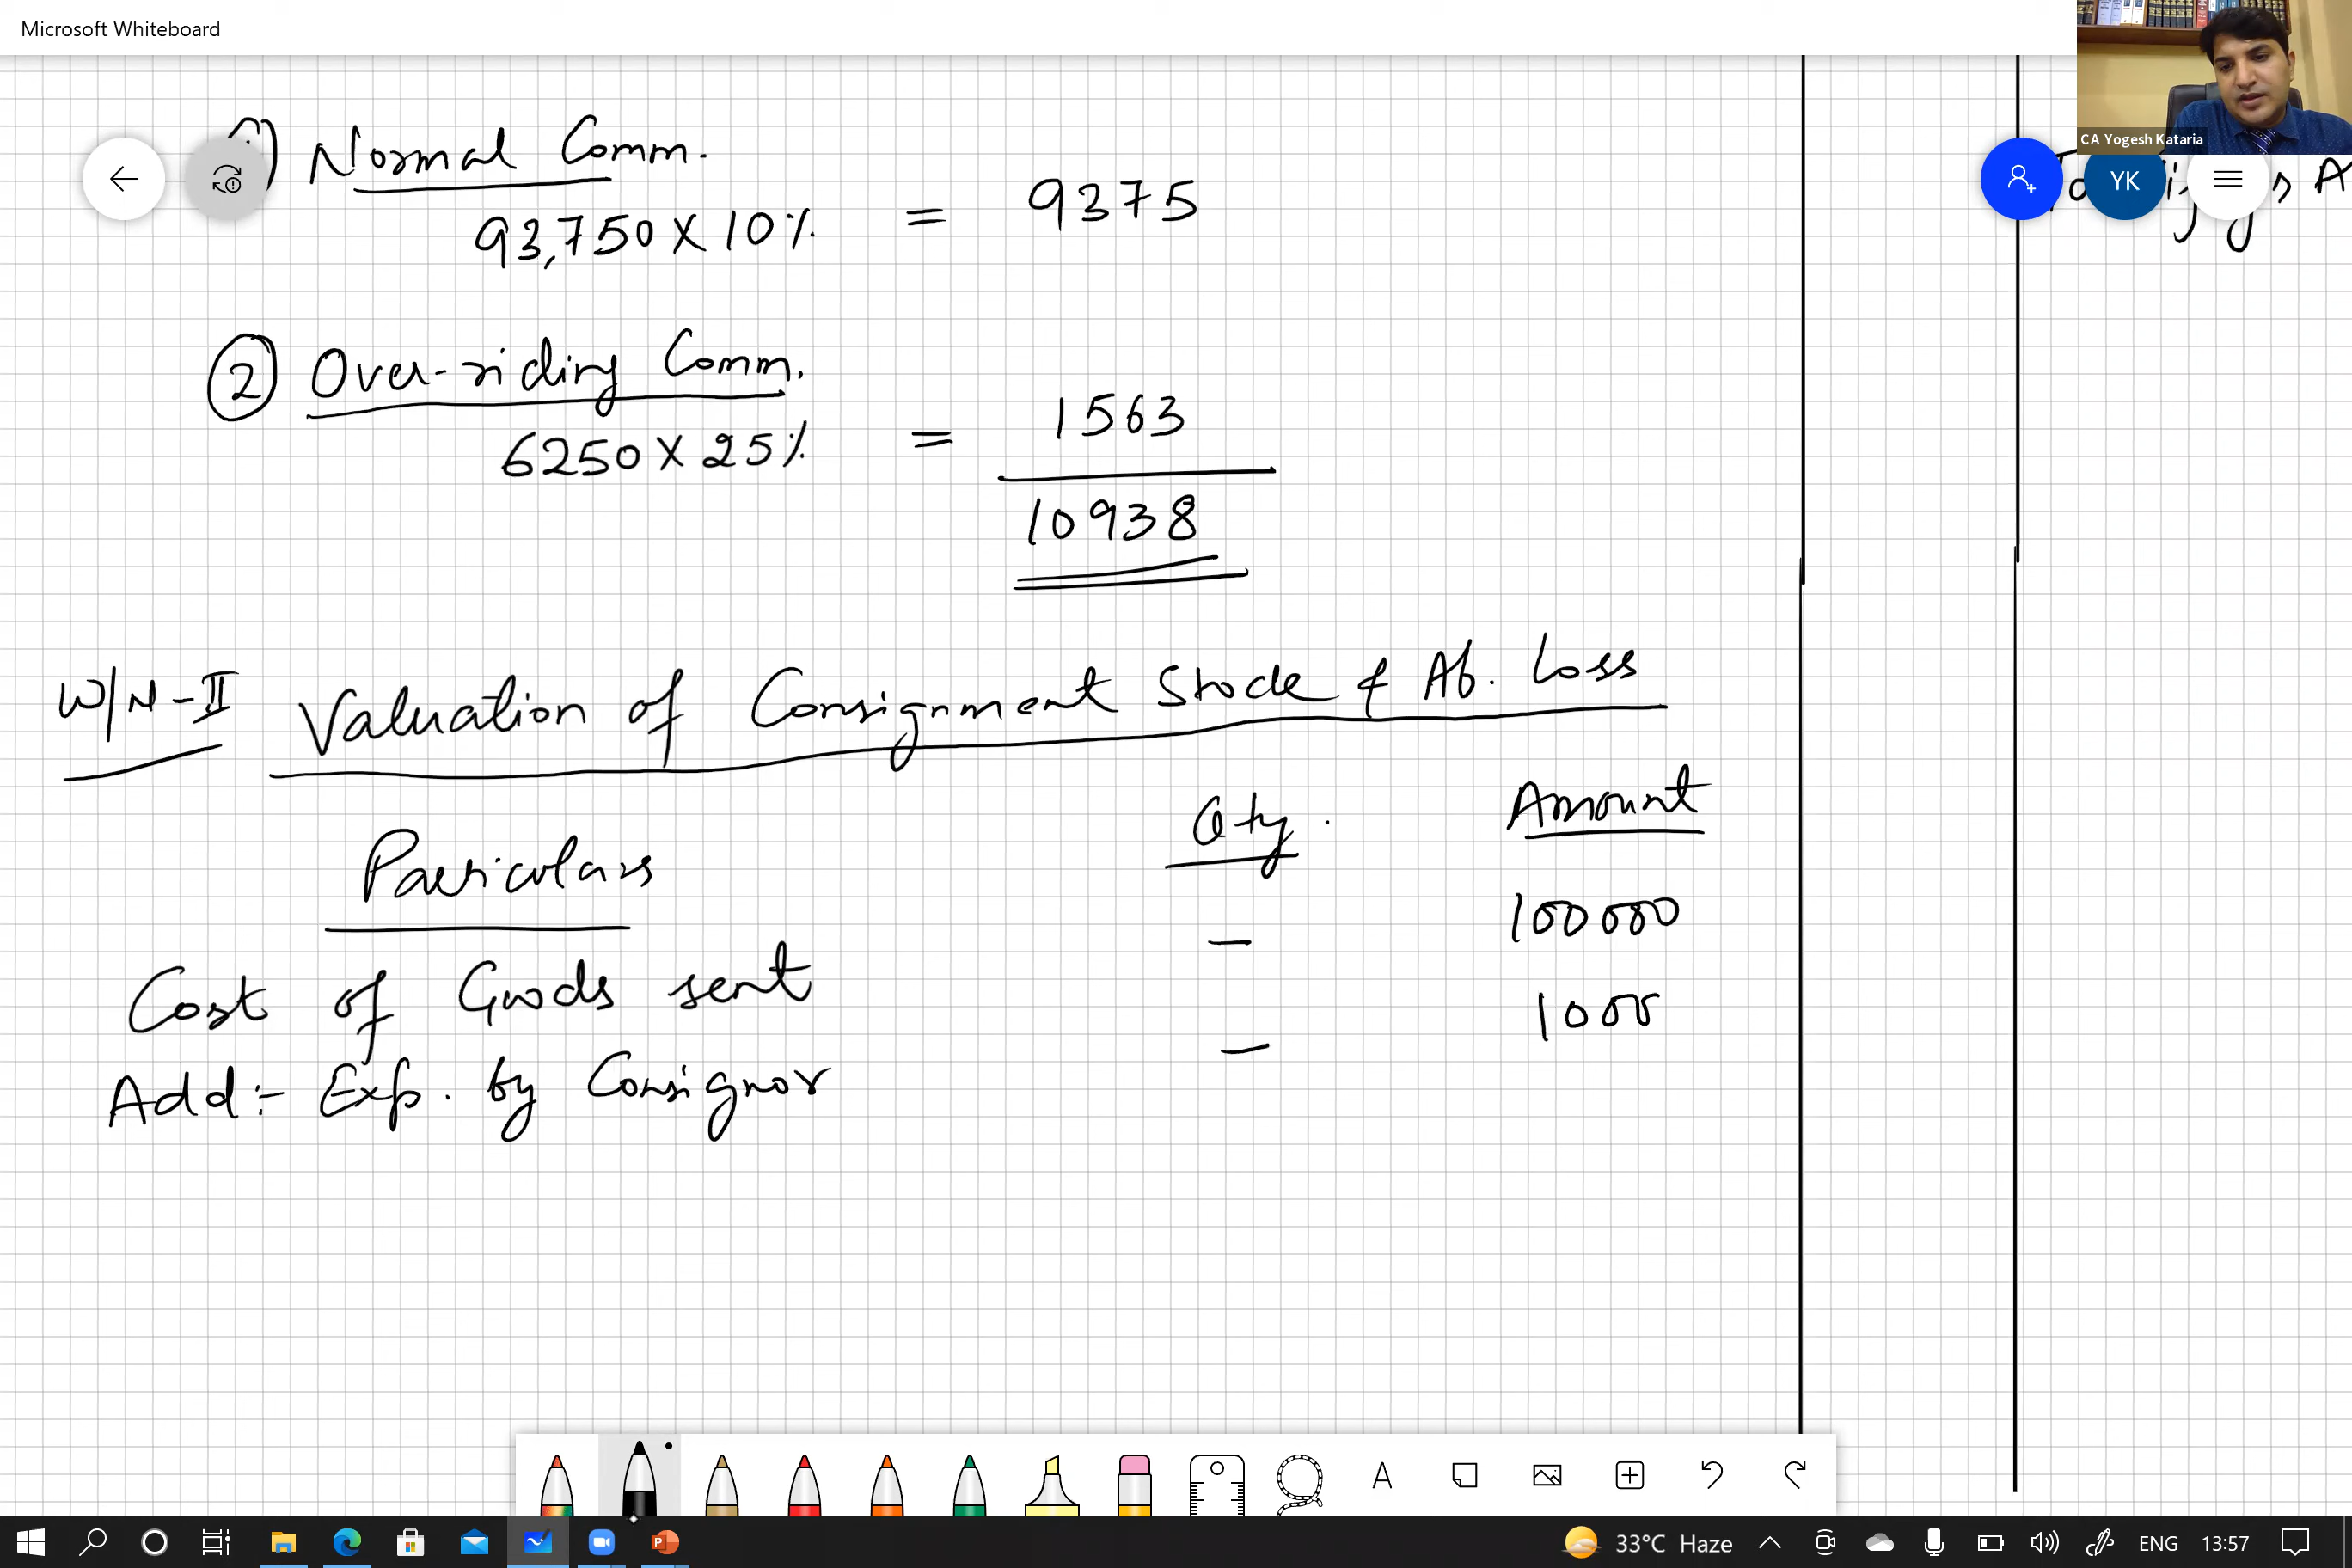 Microsoft Whiteboard
CA Yogesh Kataria
YK
1) Normal Comm.
93,750 X 10% = 9375
2 Over-riding Comm.
6250 X 25% = 1563
10938
W/N-II Valuation of Consignment Stock & Ab. Loss
Particulars Qty. Amount
Cost of Goods sent - 100000
Add:- Exp. by Consignor - 1000
A
33°C Haze
ENG
13:57